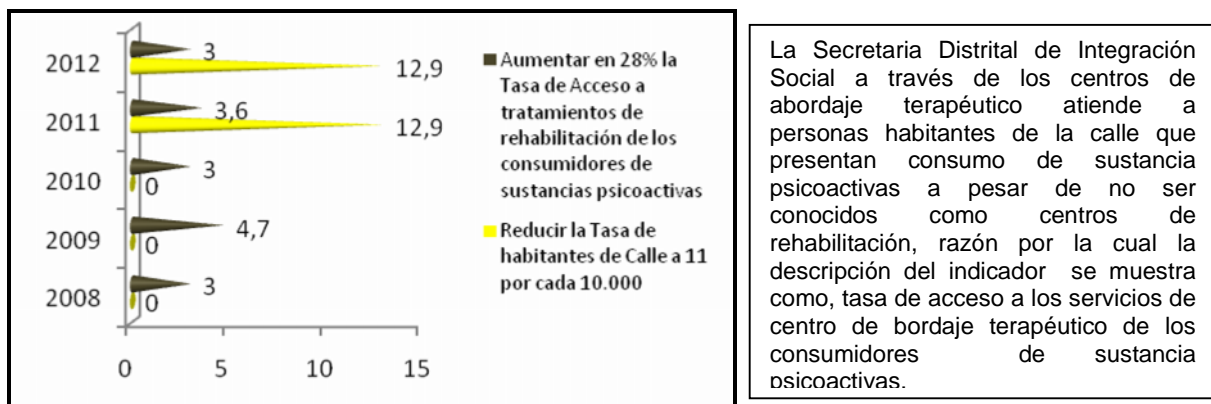 2012
3
12,9
2011
3,6
12,9
2010
3
0
2009
4,7
0
2008
3
0
0 5 10 15
Aumentar en 28% la
Tasa de Acceso a
tratamientos de
rehabilitación de los
consumidores de
sustancias psicoactivas
Reducir la Tasa de
habitantes de Calle a 11
por cada 10.000
La Secretaria Distrital de Integración
Social a través de los centros de
abordaje terapéutico atiende a
personas habitantes de la calle que
presentan consumo de sustancia
psicoactivas a pesar de no ser
conocidos como centros de
rehabilitación, razón por la cual la
descripción del indicador se muestra
como, tasa de acceso a los servicios de
centro de bordaje terapéutico de los
consumidores de sustancia
psicoactivas.